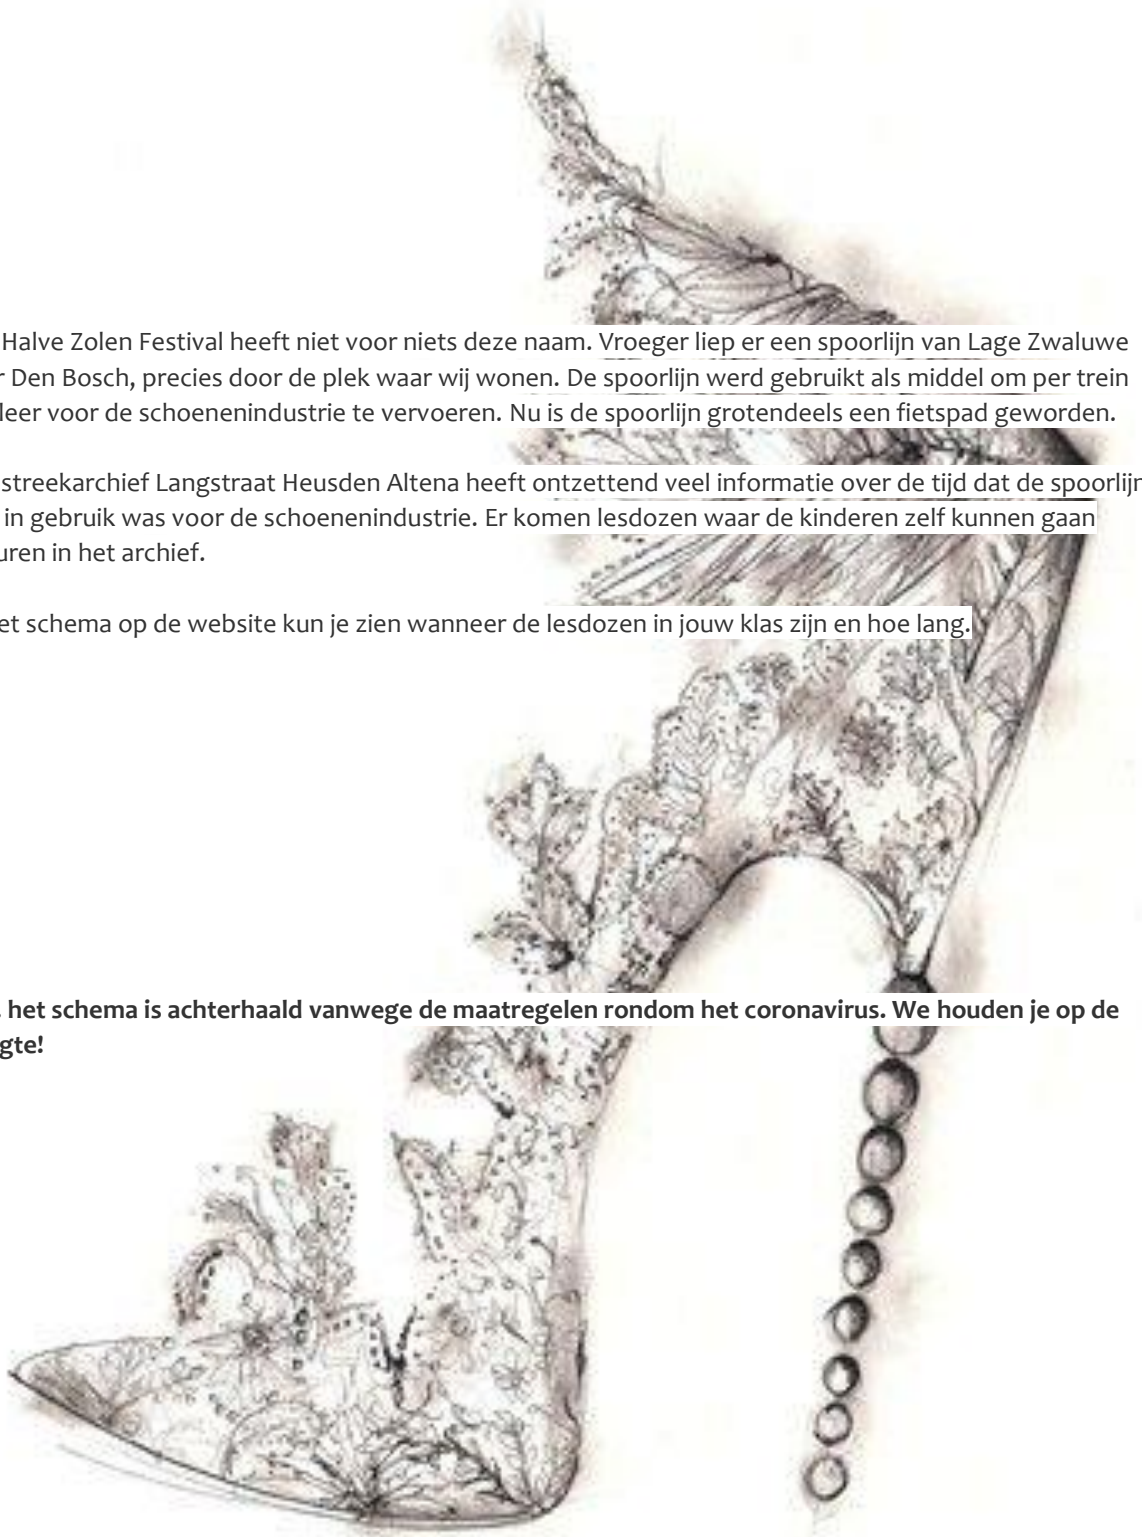 Halve Zolen Festival heeft niet voor niets deze naam. Vroeger liep er een spoorlijn van Lage Zwaluwe
r Den Bosch, precies door de plek waar wij wonen. De spoorlijn werd gebruikt als middel om per trein
leer voor de schoenenindustrie te vervoeren. Nu is de spoorlijn grotendeels een fietspad geworden.
streekarchief Langstraat Heusden Altena heeft ontzettend veel informatie over de tijd dat de spoorlijn
in gebruik was voor de schoenenindustrie. Er komen lesdozen waar de kinderen zelf kunnen gaan
uren in het archief.
et schema op de website kun je zien wanneer de lesdozen in jouw klas zijn en hoe lang.
. het schema is achterhaald vanwege de maatregelen rondom het coronavirus. We houden je op de
gte!